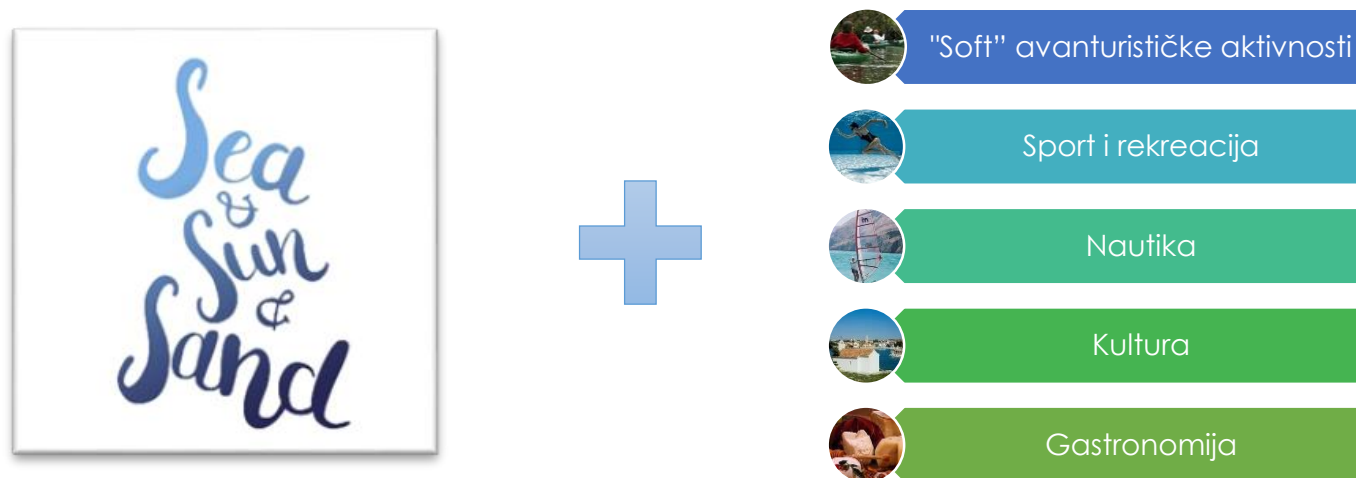 Sea
&
Sun
&
Sand
"Soft” avanturističke aktivnosti
Sport i rekreacija
Nautika
Kultura
Gastronomija